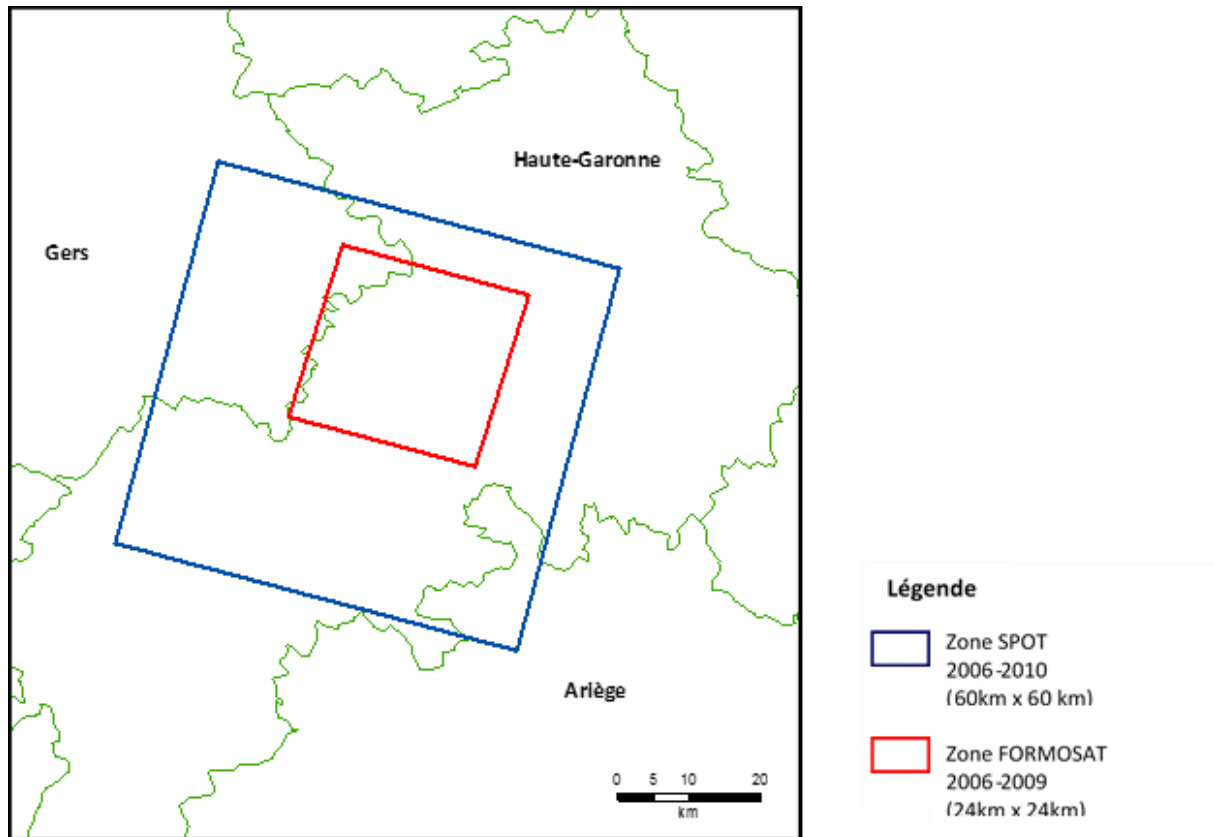 Haute-Garonne
Gers
Ariège
0 5 10 20
km
Légende
Zone SPOT
2006-2010
(60km x 60 km)
Zone FORMOSAT
2006-2009
(24km x 24km)